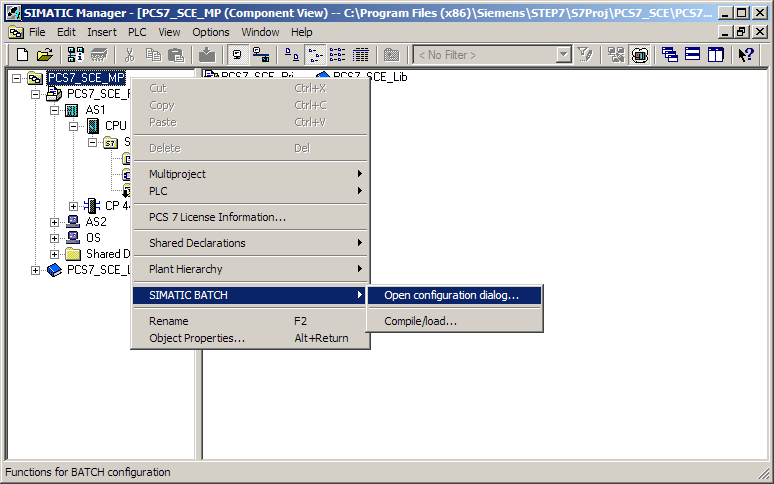 SIMATIC Manager - [PCS7_SCE_MP (Component View) -- C:\Program Files (x86)\Siemens\STEP7\S7Proj\PCS7_SCE\PCS7...
File Edit Insert PLC View Options Window Help
< No Filter >
PCS7_SCE_MP
PCS7_SCE_Prj
PCS7_SCE_Lib
PCS7_SCE_P
AS1
CPU
S
CP 44
AS2
OS
Shared D
PCS7_SCE_L
Cut Ctrl+X
Copy Ctrl+C
Paste Ctrl+V
Delete Del
Multiproject
PLC
PCS 7 License Information...
Shared Declarations
Plant Hierarchy
SIMATIC BATCH
Rename F2
Object Properties... Alt+Return
Open configuration dialog...
Compile/load...
Functions for BATCH configuration